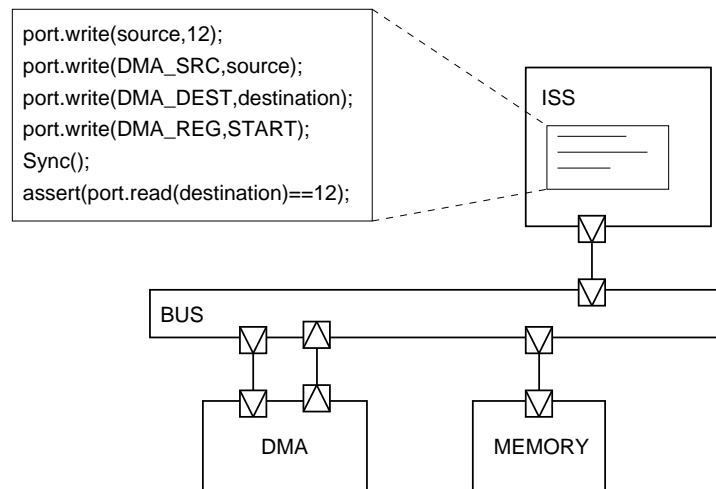 port.write(source,12);
port.write(DMA_SRC,source);
port.write(DMA_DEST,destination);
port.write(DMA_REG,START);
Sync();
assert(port.read(destination)==12);
ISS
BUS
DMA
MEMORY